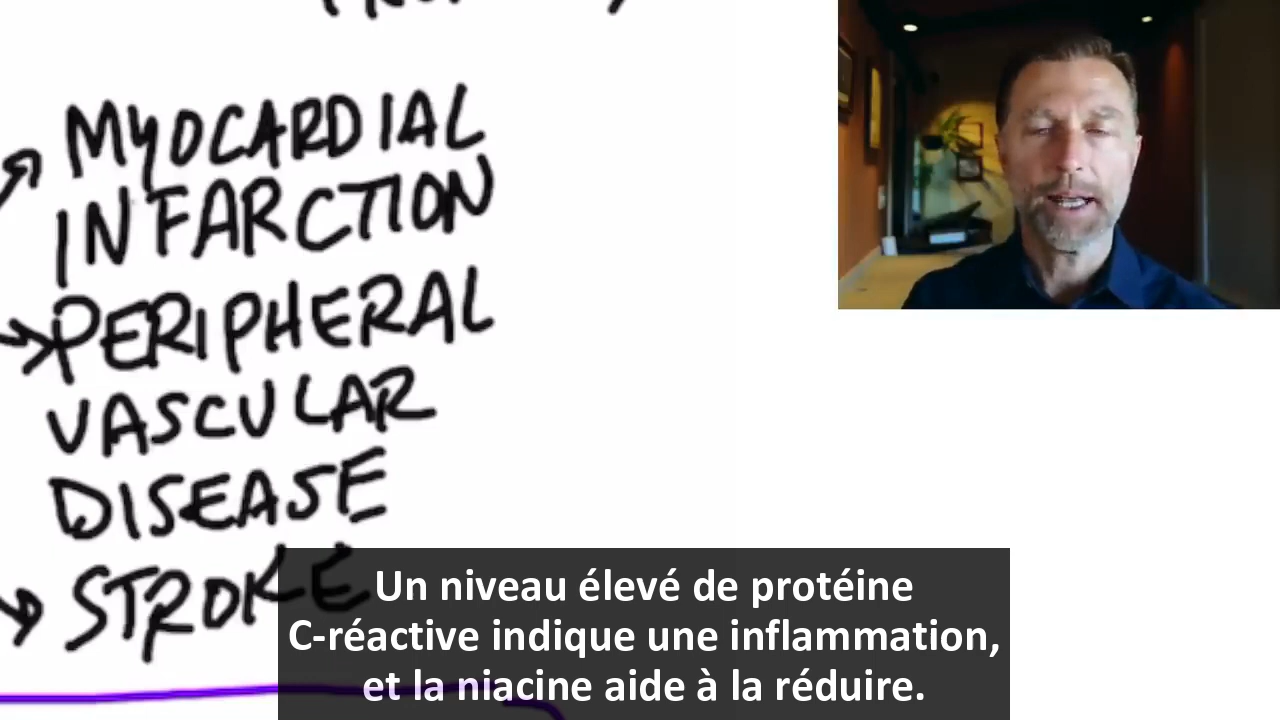 MYOCARDIAL
INFARCTION
PERIPHERAL
VASCULAR
DISEASE
STROKE
Un niveau élevé de protéine
C-réactive indique une inflammation,
et la niacine aide à la réduire.